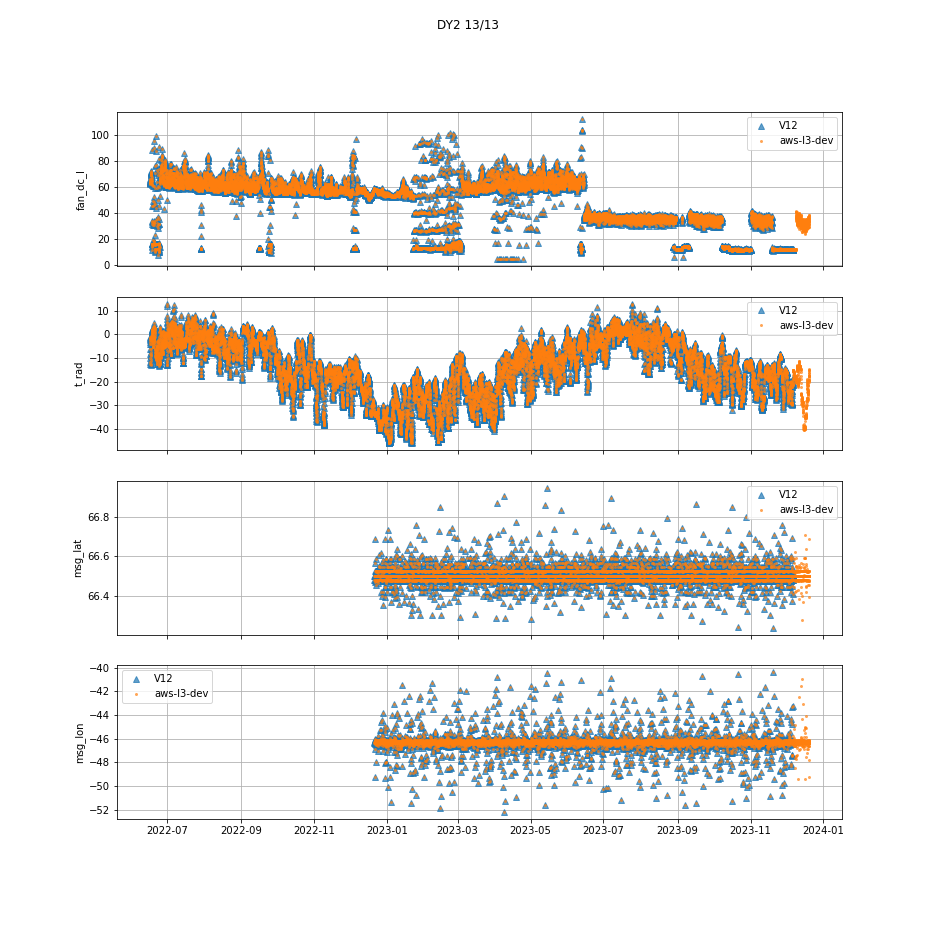 DY2 13/13
fan_dc_l
100
80
60
40
20
0
V12
aws-l3-dev
t_rad
10
0
−10
−20
−30
−40
V12
aws-l3-dev
msg_lat
66.8
66.6
66.4
V12
aws-l3-dev
msg_lon
−40
−42
−44
−46
−48
−50
−52
V12
aws-l3-dev
2022-07 2022-09 2022-11 2023-01 2023-03 2023-05 2023-07 2023-09 2023-11 2024-01